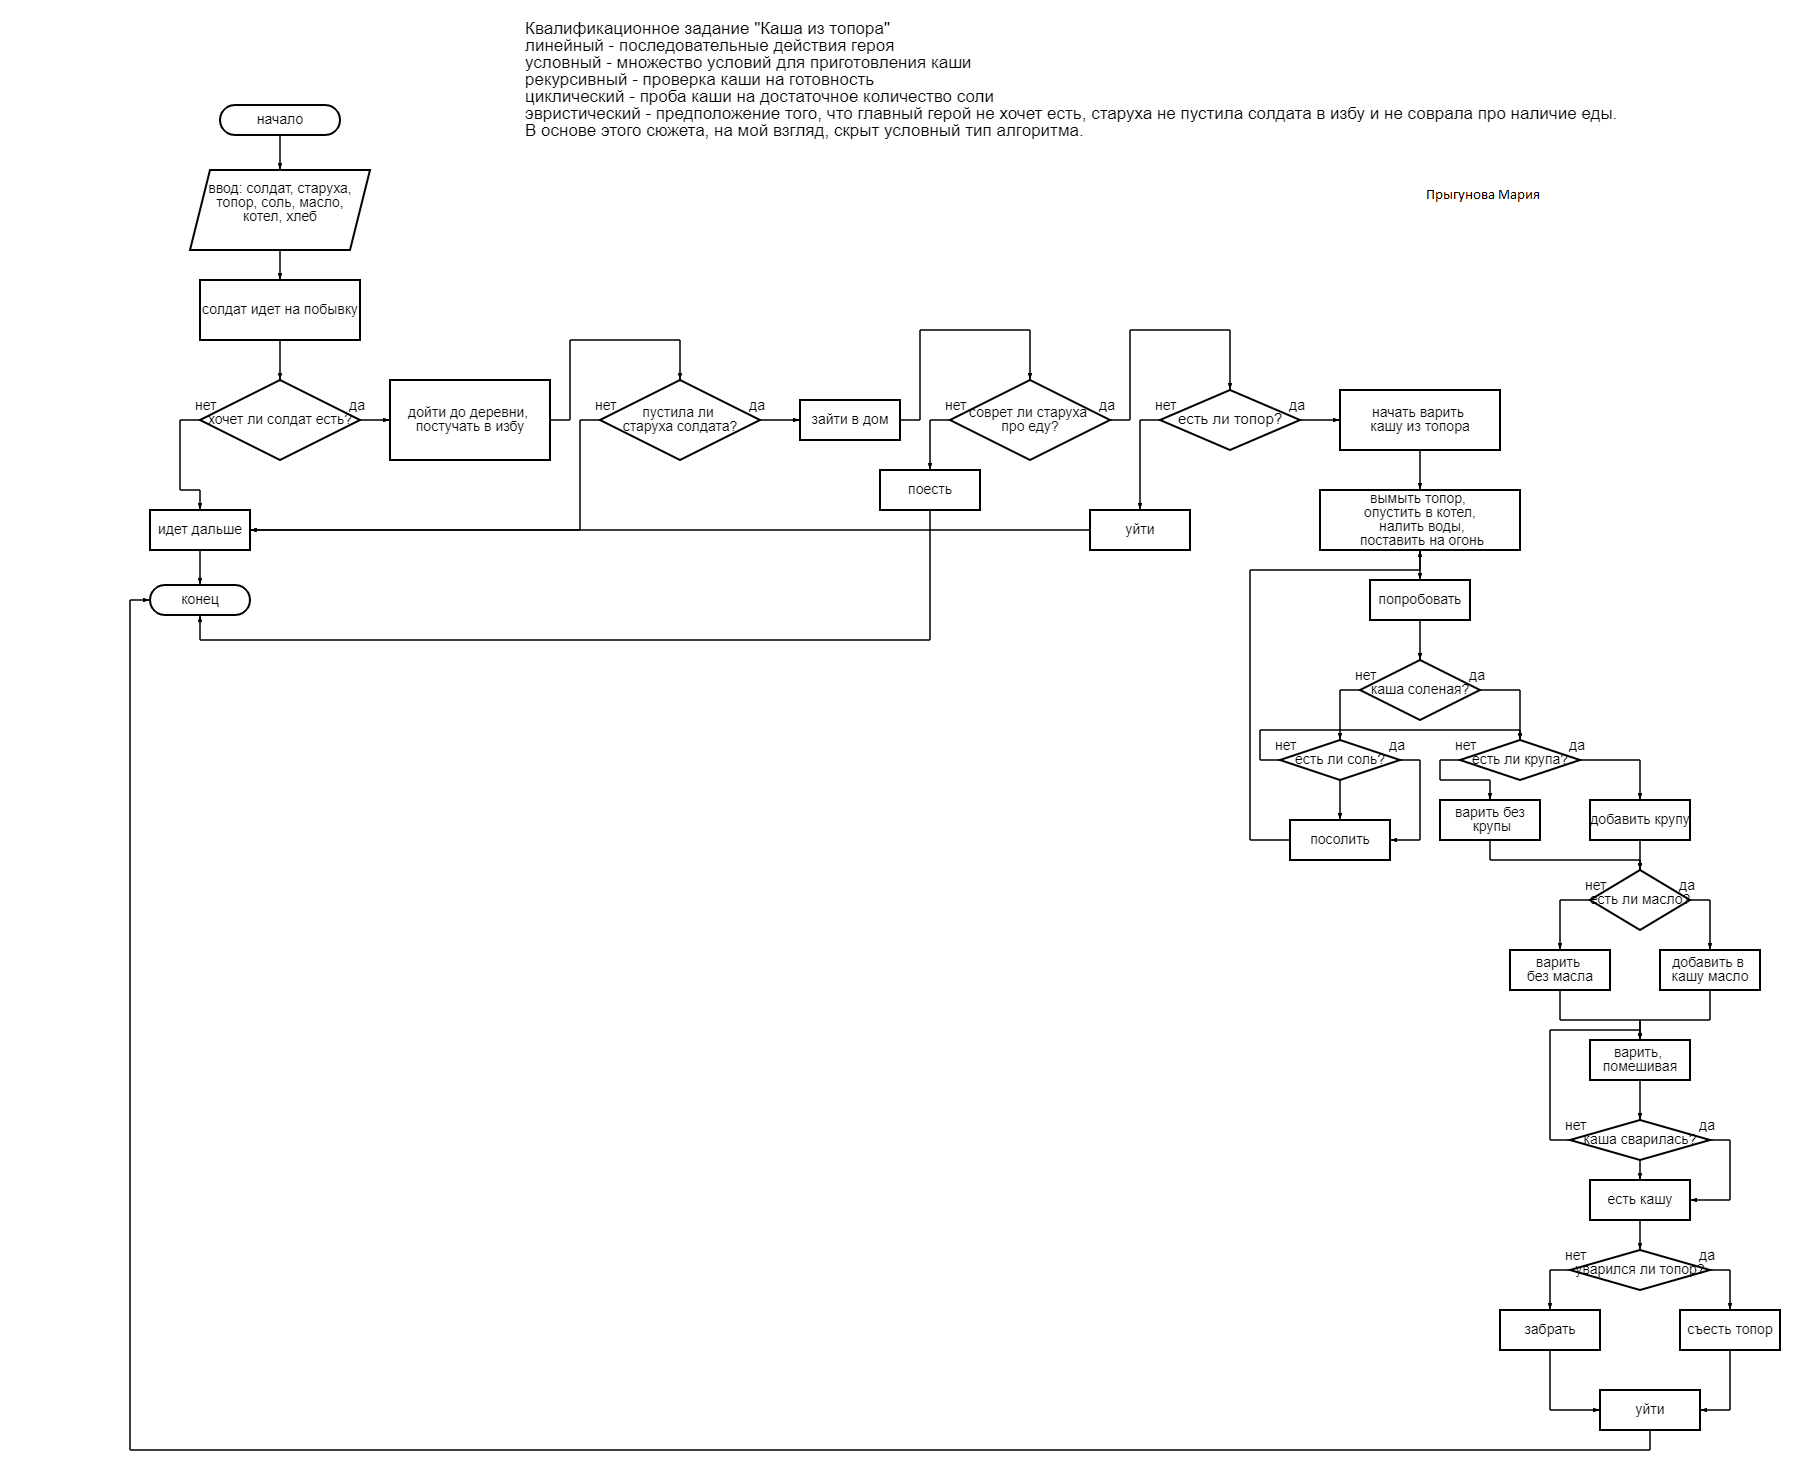 Квалификационное задание "Каша из топора"
линейный - последовательные действия героя
условный - множество условий для приготовления каши
рекурсивный - проверка каши на готовность
циклический - проба каши на достаточное количество соли
эвристический - предположение того, что главный герой не хочет есть, старуха не пустила солдата в избу и не соврала про наличие еды.
В основе этого сюжета, на мой взгляд, скрыт условный тип алгоритма.
Прыгунова Мария
начало
ввод: солдат, старуха,
топор, соль, масло,
котел, хлеб
солдат идет на побывку
нет
да
хочет ли солдат есть?
дойти до деревни,
постучать в избу
нет
да
пустила ли
старуха солдата?
зайти в дом
нет
да
соврет ли старуха
про еду?
нет
да
есть ли топор?
начать варить
кашу из топора
поесть
уйти
идет дальше
конец
вымыть топор,
опустить в котел,
налить воды,
поставить на огонь
попробовать
нет
да
каша соленая?
нет
да
есть ли соль?
нет
да
есть ли крупа?
посолить
варить без
крупы
добавить крупу
нет
да
есть ли масло?
варить
без масла
добавить в
кашу масло
варить,
помешивая
нет
да
каша сварилась?
есть кашу
нет
да
уварился ли топор?
забрать
съесть топор
уйти